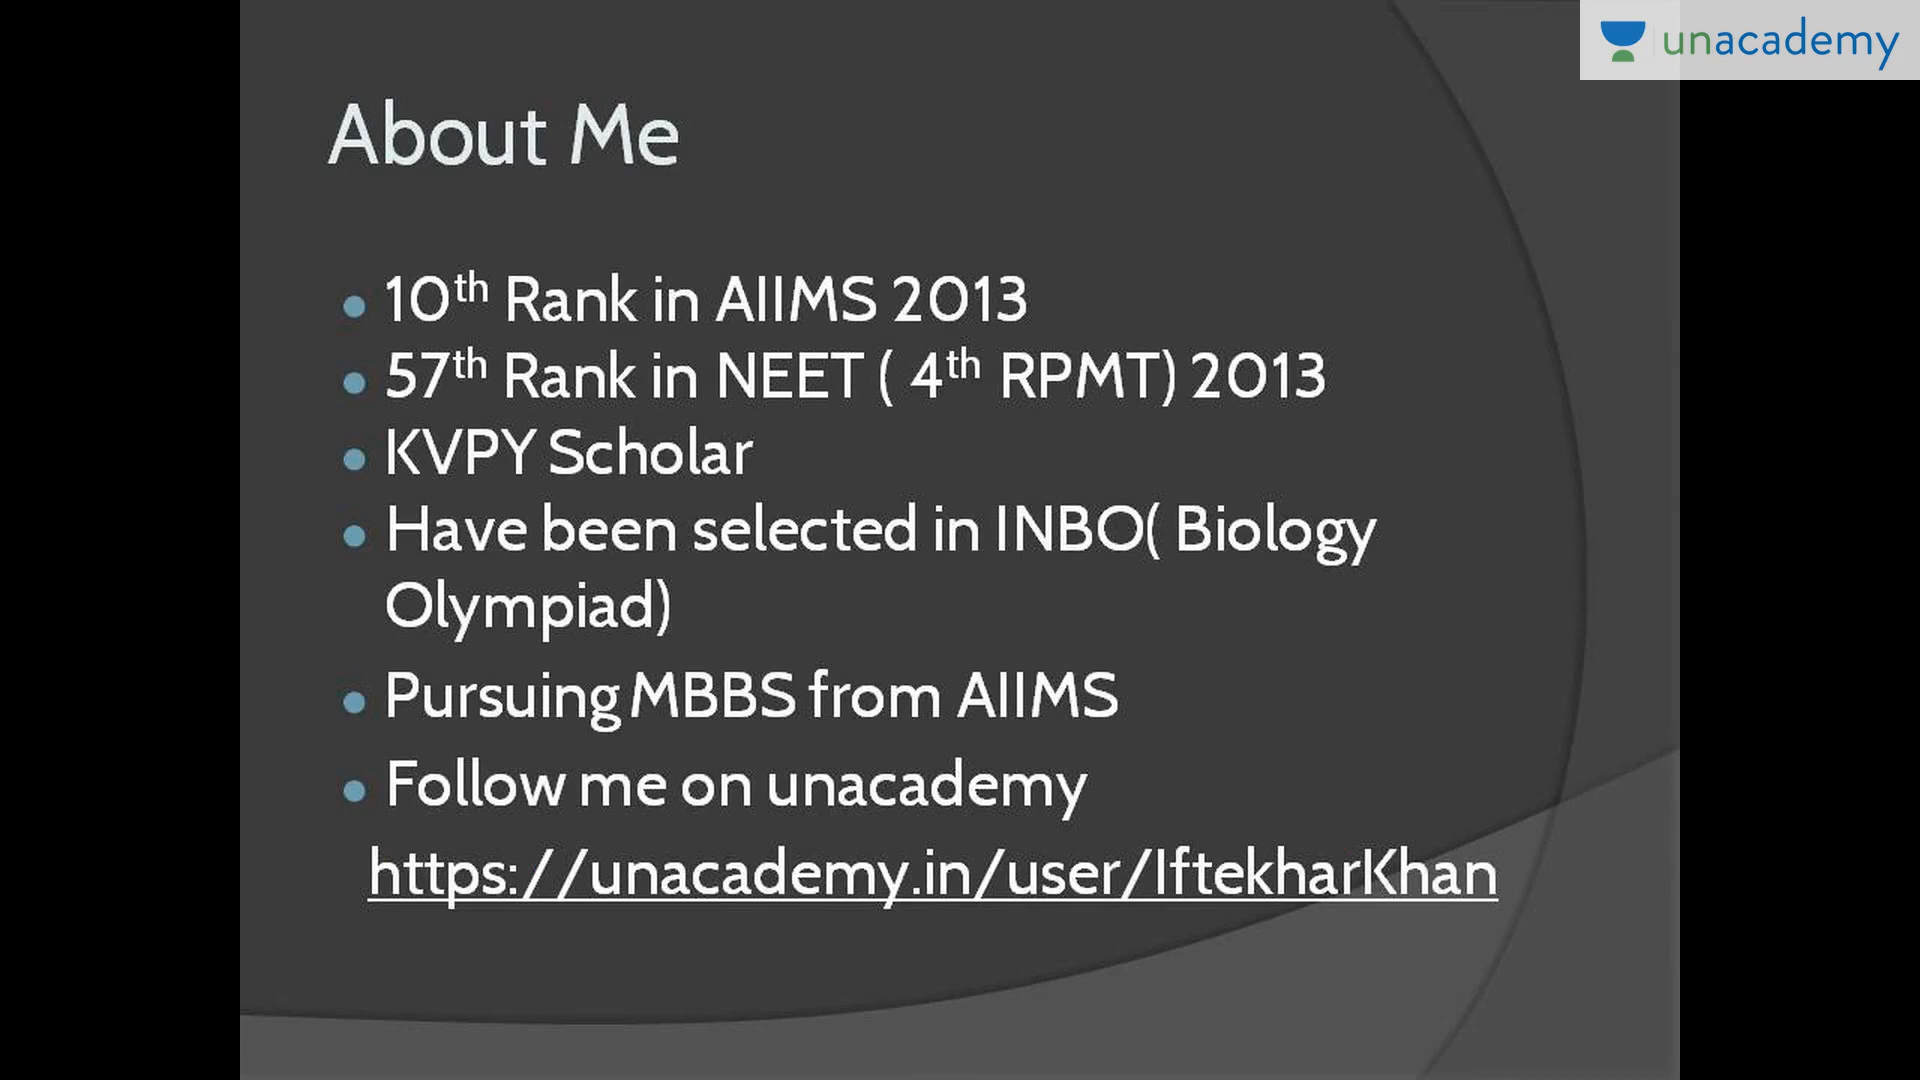 unacademy
About Me
10th Rank in AIIMS 2013
57th Rank in NEET ( 4th RPMT) 2013
KVPY Scholar
Have been selected in INBO( Biology
Olympiad)
Pursuing MBBS from AIIMS
Follow me on unacademy
https://unacademy.in/user/IftekharKhan